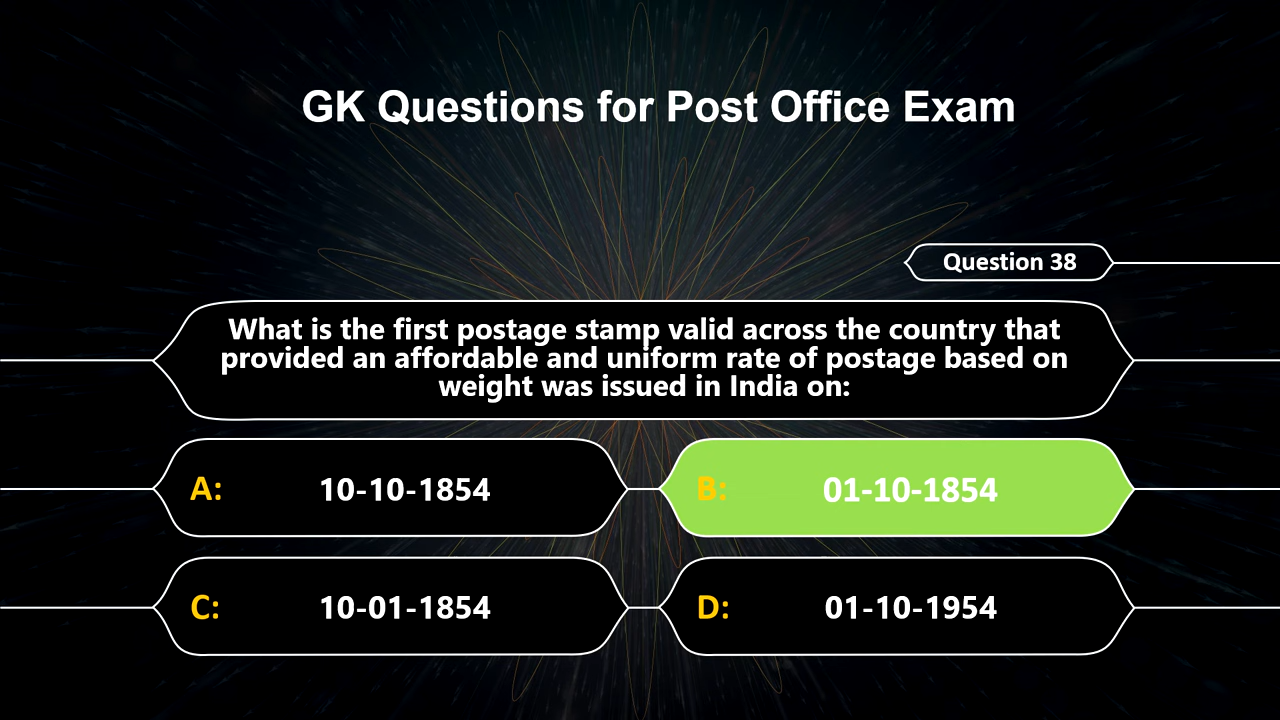 GK Questions for Post Office Exam
Question 38
What is the first postage stamp valid across the country that
provided an affordable and uniform rate of postage based on
weight was issued in India on:
A: 10-10-1854
B: 01-10-1854
C: 10-01-1854
D: 01-10-1954